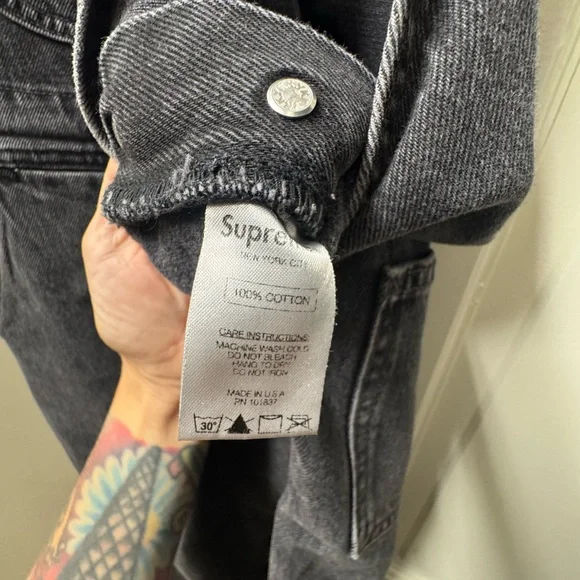 Supre
NEW YORK CITY
100% COTTON
CARE INSTRUCTIONS
MACHINE WASH COLD
DO NOT BLEACH
HANG TO DRY
DO NOT IRON
MADE IN U.S.A
PN 101837
30°